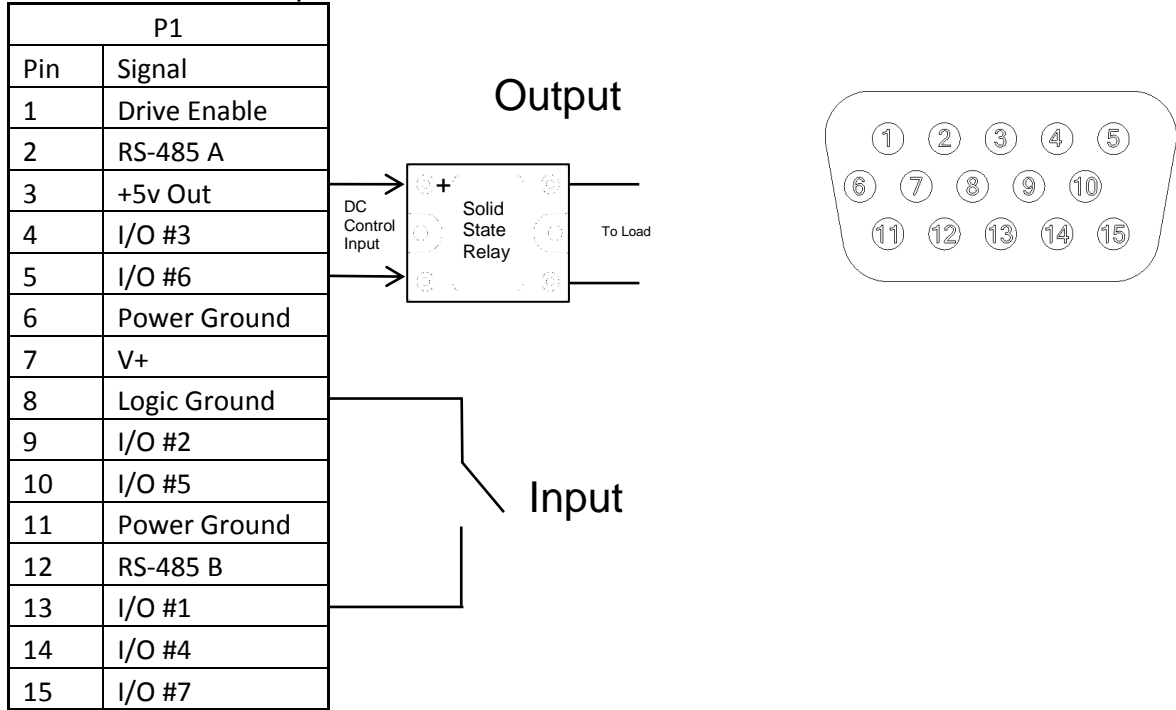 P1
Pin Signal
1 Drive Enable
2 RS-485 A
3 +5v Out
4 I/O #3
5 I/O #6
6 Power Ground
7 V+
8 Logic Ground
9 I/O #2
10 I/O #5
11 Power Ground
12 RS-485 B
13 I/O #1
14 I/O #4
15 I/O #7
Output
DC
Control
Input
+
Solid
State
Relay
To Load
Input
1 2 3 4 5
6 7 8 9 10
11 12 13 14 15